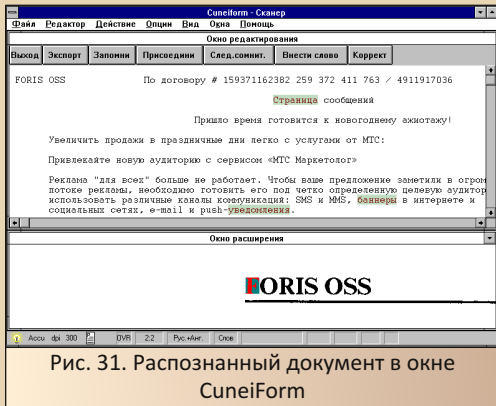 Cuneiform - Сканер
Файл Редактор Действие Опции Вид Окна Помощь
Окно редактирования
Выход Экспорт Запомни Присоедини След.сомнит. Внести слово Коррект
FORIS OSS По договору # 159371162382 259 372 411 763 / 4911917036
Страница сообщений
Пришло время готовится к новогоднему ажиотажу!
Увеличить продажи в праздничные дни легко с услугами от МТС:
Привлекайте новую аудиторию с сервисом «МТС Маркетолог»
Реклама "для всех" больше не работает. Чтобы ваше предложение заметили в огром
потоке рекламы, необходимо готовить его под четко определенную целевую аудитор
использовать различные каналы коммуникаций: SMS и MMS, баннеры в интернете и
социальных сетях, e-mail и push-уведомления.
Окно расширения
FORIS OSS
Accu dpi 300 OVR 2:2 Рус.+Анг. Слов
Рис. 31. Распознанный документ в окне
CuneiForm